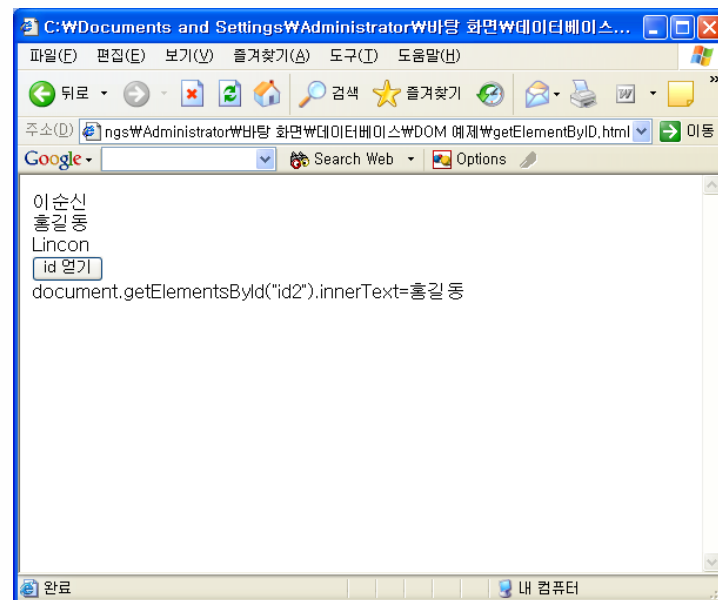 C:₩Documents and Settings₩Administrator₩바탕 화면₩데이터베이스...
파일(F) 편집(E) 보기(V) 즐겨찾기(A) 도구(T) 도움말(H)
뒤로 검색 즐겨찾기 »
주소(D) ngs₩Administrator₩바탕 화면₩데이터베이스₩DOM 예제₩getElementByID.html 이동
Google Search Web Options
이순신
홍길동
Lincon
id 얻기
document.getElementsById("id2").innerText=홍길동
완료 내 컴퓨터